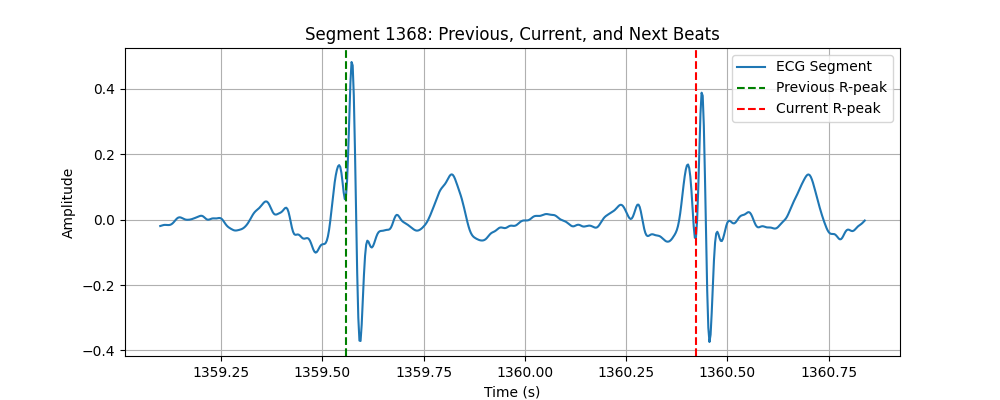 Segment 1368: Previous, Current, and Next Beats
ECG Segment
Previous R-peak
Current R-peak
Amplitude
0.4
0.2
0.0
−0.2
−0.4
1359.25 1359.50 1359.75 1360.00 1360.25 1360.50 1360.75
Time (s)